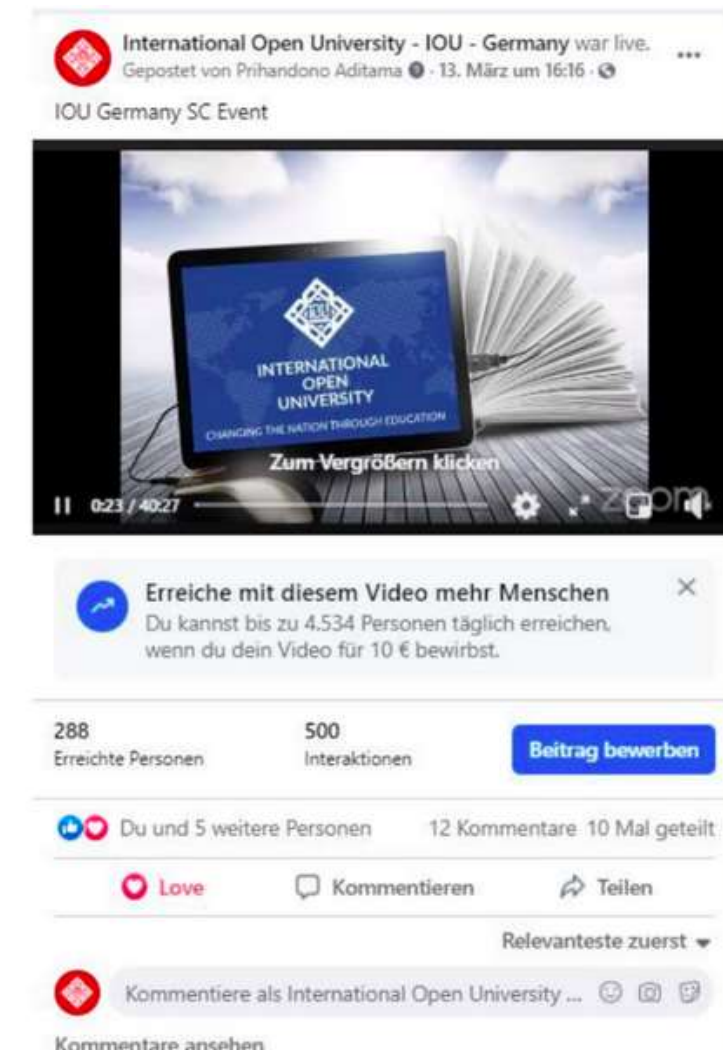 International Open University - IOU - Germany war live.
Gepostet von Prihandono Aditama · 13. März um 16:16 ·
IOU Germany SC Event
INTERNATIONAL
OPEN
UNIVERSITY
CHANGING THE NATION THROUGH EDUCATION
Zum Vergrößern klicken
0:23 / 40:27
zoom
Erreiche mit diesem Video mehr Menschen
Du kannst bis zu 4.534 Personen täglich erreichen,
wenn du dein Video für 10 € bewirbst.
288
Erreichte Personen
500
Interaktionen
Beitrag bewerben
Du und 5 weitere Personen
12 Kommentare 10 Mal geteilt
Love
Kommentieren
Teilen
Relevanteste zuerst
Kommentiere als International Open University ...
Kommentare ansehen